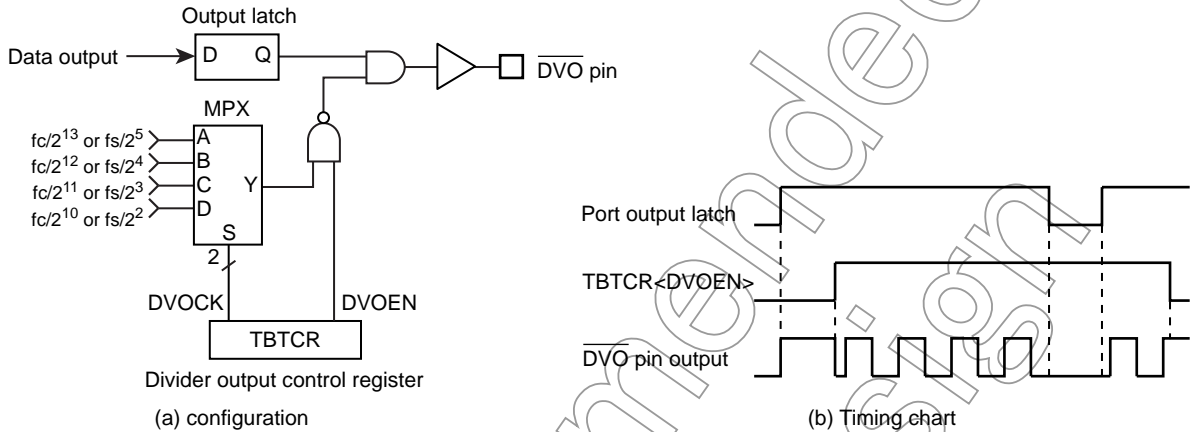 Output latch
Data output
D Q
DVO pin
MPX
fc/2^13 or fs/2^5
A
fc/2^12 or fs/2^4
B
fc/2^11 or fs/2^3
C
Y
fc/2^10 or fs/2^2
D
S
2
DVOCK
DVOEN
TBTCR
Divider output control register
(a) configuration
Port output latch
TBTCR<DVOEN>
DVO pin output
(b) Timing chart